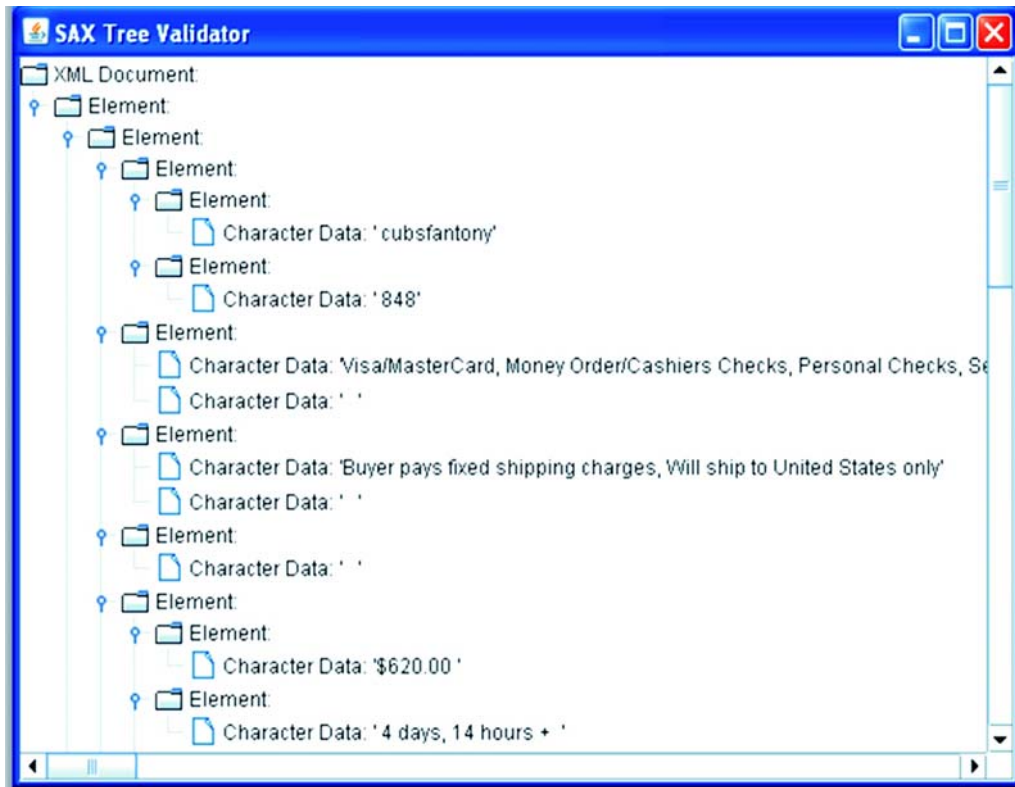 SAX Tree Validator
XML Document:
Element:
Element:
Element:
Element:
Character Data: ' cubsfantony'
Element:
Character Data: ' 848'
Element:
Character Data: 'Visa/MasterCard, Money Order/Cashiers Checks, Personal Checks, Se
Character Data: '  '
Element:
Character Data: 'Buyer pays fixed shipping charges, Will ship to United States only'
Character Data: '  '
Element:
Character Data: '  '
Element:
Element:
Character Data: '$620.00 '
Element:
Character Data: ' 4 days, 14 hours +  '